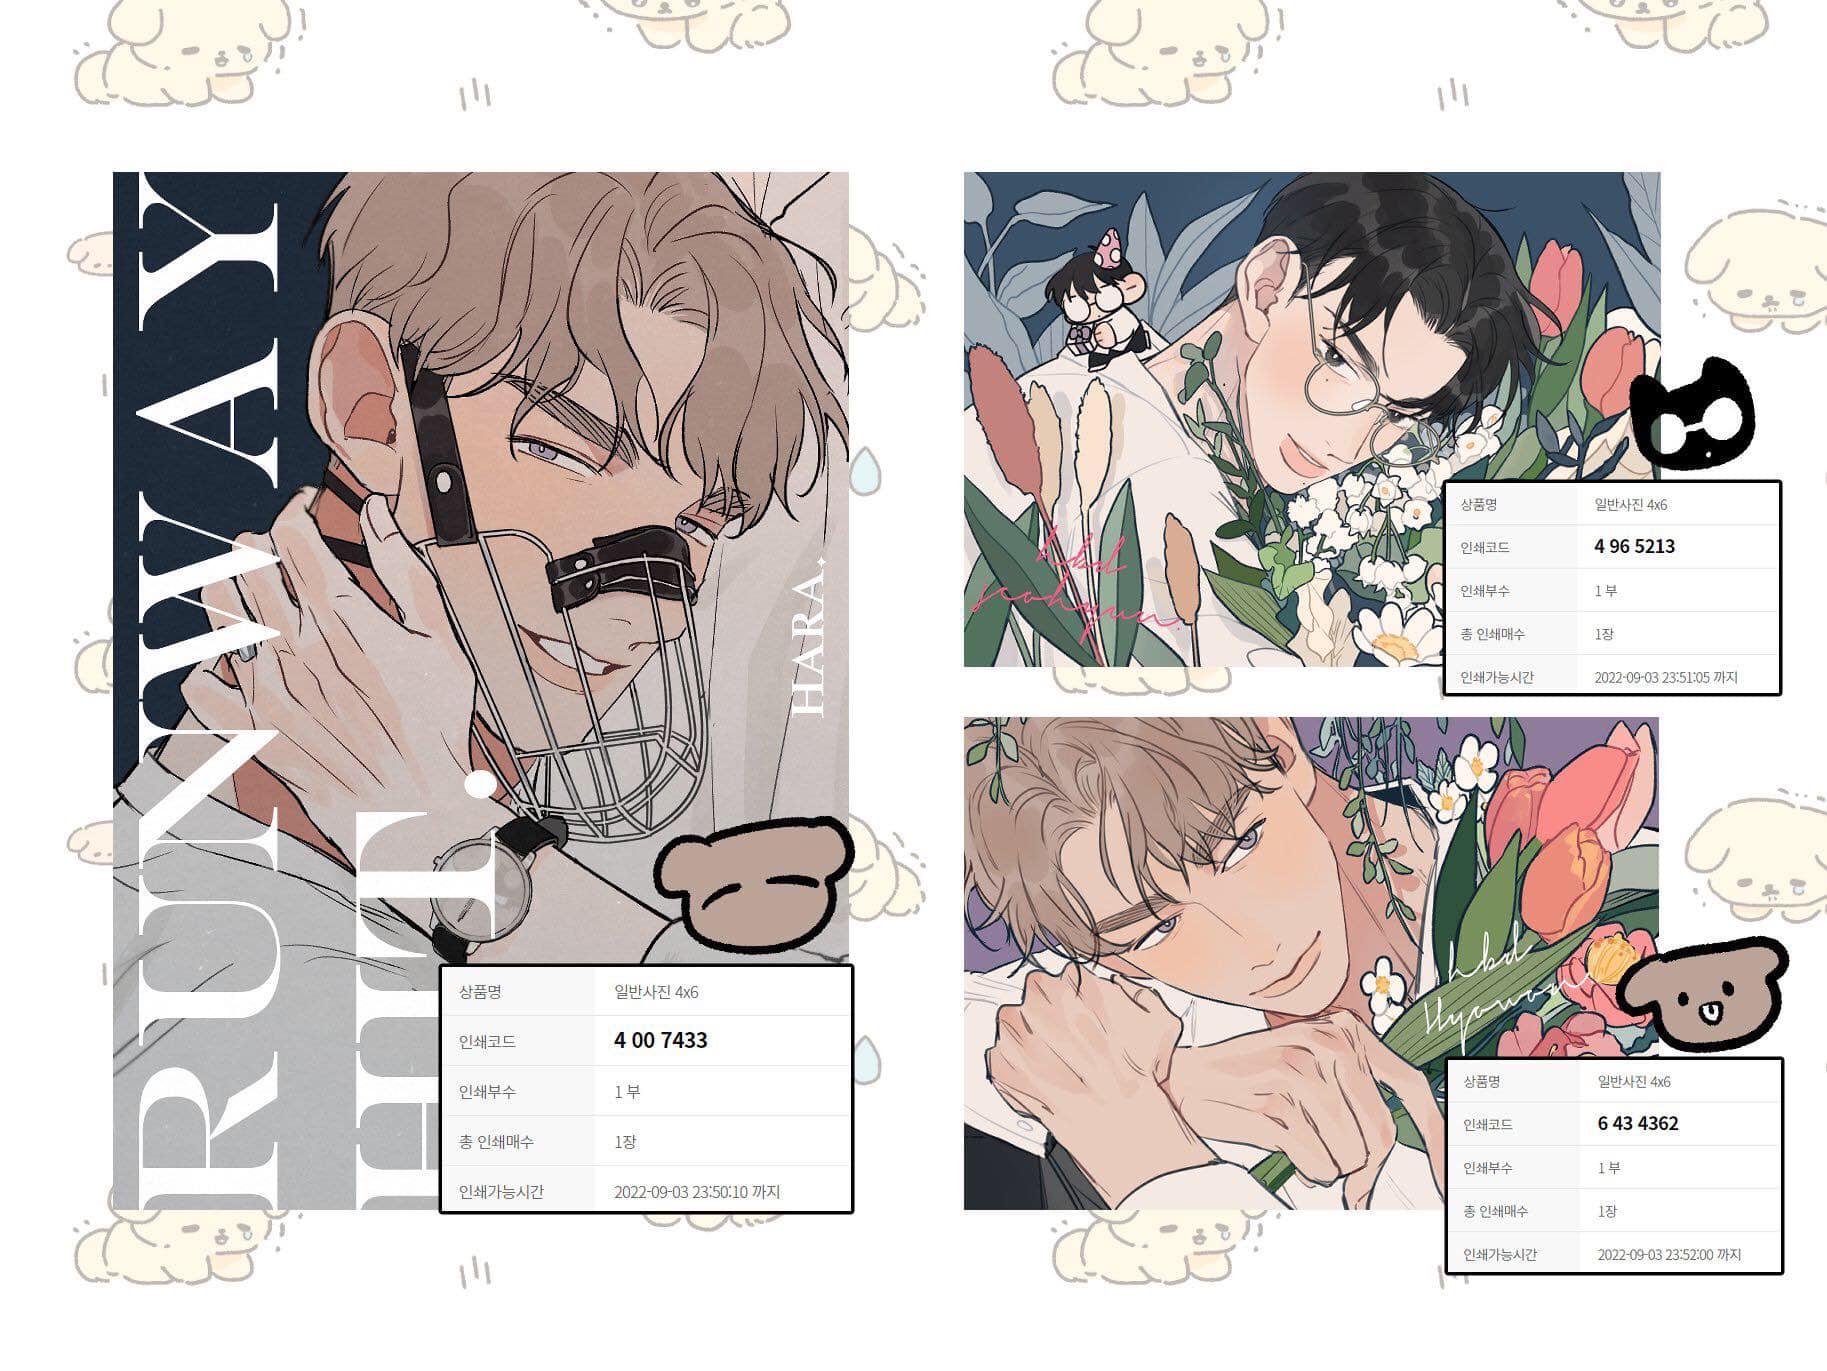 RUNWAY
HIT.
HARA.
상품명 일반사진 4x6
인쇄코드 4 00 7433
인쇄부수 1 부
총 인쇄매수 1장
인쇄가능시간 2022-09-03 23:50:10 까지
hbd
seohyun.
상품명 일반사진 4x6
인쇄코드 4 96 5213
인쇄부수 1 부
총 인쇄매수 1장
인쇄가능시간 2022-09-03 23:51:05 까지
hbd
Hyowon.
상품명 일반사진 4x6
인쇄코드 6 43 4362
인쇄부수 1 부
총 인쇄매수 1장
인쇄가능시간 2022-09-03 23:52:00 까지